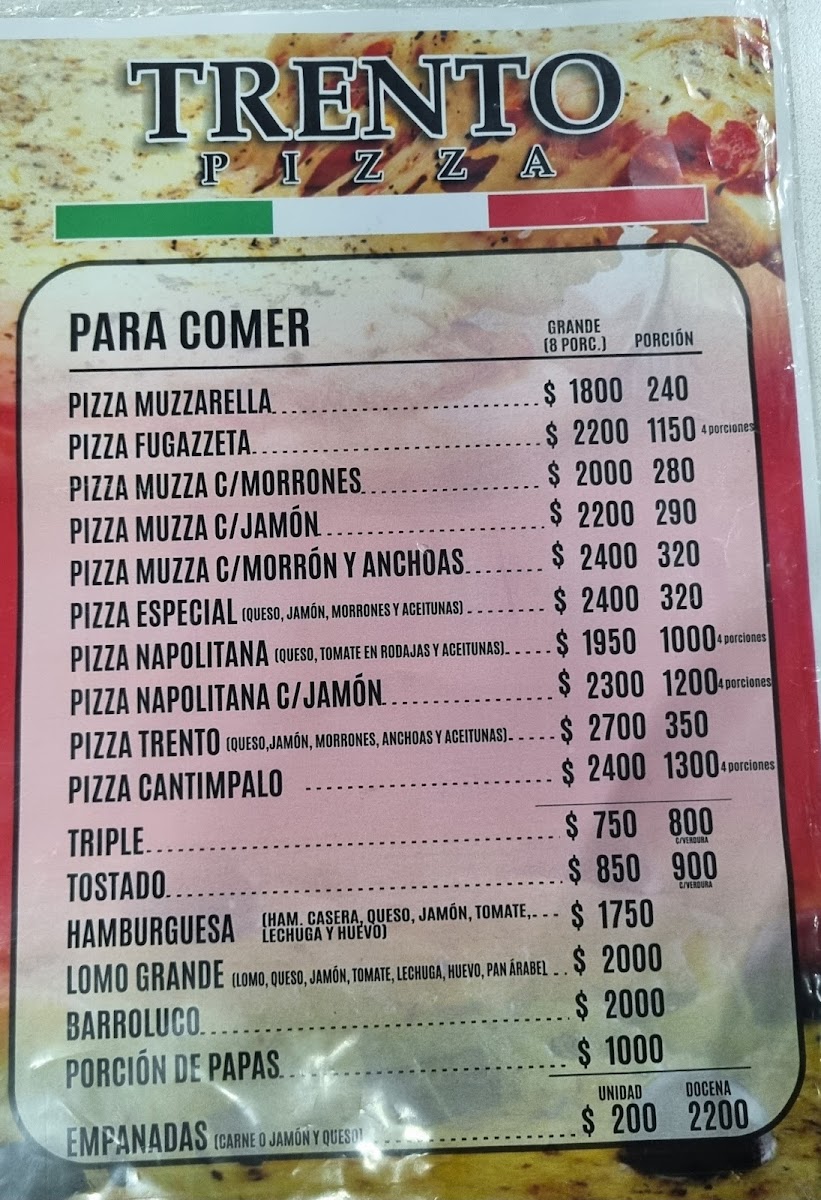 TRENTO
PIZZA
PARA COMER GRANDE (8 PORC.) PORCIÓN
PIZZA MUZZARELLA $ 1800 240
PIZZA FUGAZZETA $ 2200 1150 4 porciones
PIZZA MUZZA C/MORRONES $ 2000 280
PIZZA MUZZA C/JAMÓN $ 2200 290
PIZZA MUZZA C/MORRÓN Y ANCHOAS $ 2400 320
PIZZA ESPECIAL (QUESO, JAMÓN, MORRONES Y ACEITUNAS) $ 2400 320
PIZZA NAPOLITANA (QUESO, TOMATE EN RODAJAS Y ACEITUNAS) $ 1950 1000 4 porciones
PIZZA NAPOLITANA C/JAMÓN $ 2300 1200 4 porciones
PIZZA TRENTO (QUESO,JAMÓN, MORRONES, ANCHOAS Y ACEITUNAS) $ 2700 350
PIZZA CANTIMPALO $ 2400 1300 4 porciones
TRIPLE $ 750 800 C/VERDURA
TOSTADO $ 850 900 C/VERDURA
HAMBURGUESA (HAM. CASERA, QUESO, JAMÓN, TOMATE, LECHUGA Y HUEVO) $ 1750
LOMO GRANDE (LOMO, QUESO, JAMÓN, TOMATE, LECHUGA, HUEVO, PAN ÁRABE) $ 2000
BARROLUCO $ 2000
PORCIÓN DE PAPAS $ 1000
UNIDAD DOCENA
EMPANADAS (CARNE O JAMÓN Y QUESO) $ 200 2200